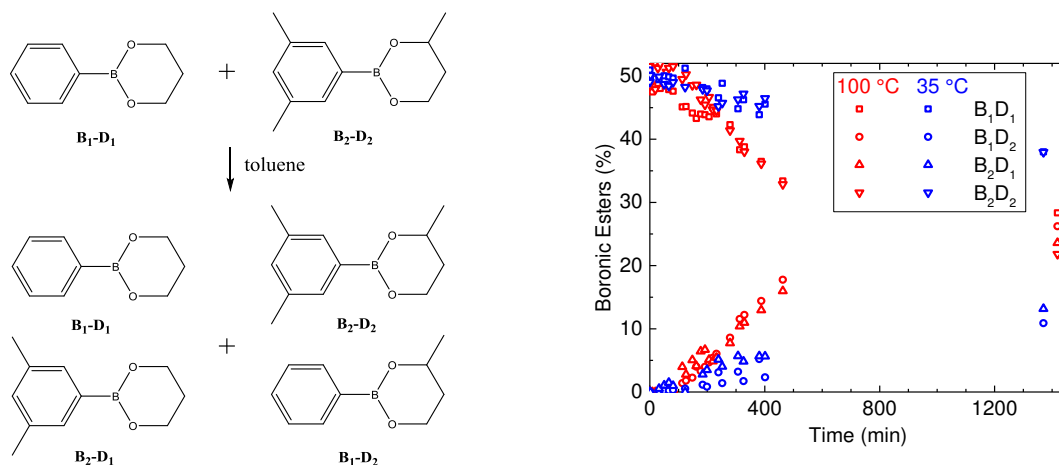 B
O
O
B₁-D₁
+
B
O
O
B₂-D₂
toluene
B
O
O
B₁-D₁
B
O
O
B₂-D₂
+
B
O
O
B₂-D₁
B
O
O
B₁-D₂
Boronic Esters (%)
50
40
30
20
10
0
0 400 800 1200
Time (min)
100 °C 35 °C
B₁D₁
B₁D₂
B₂D₁
B₂D₂